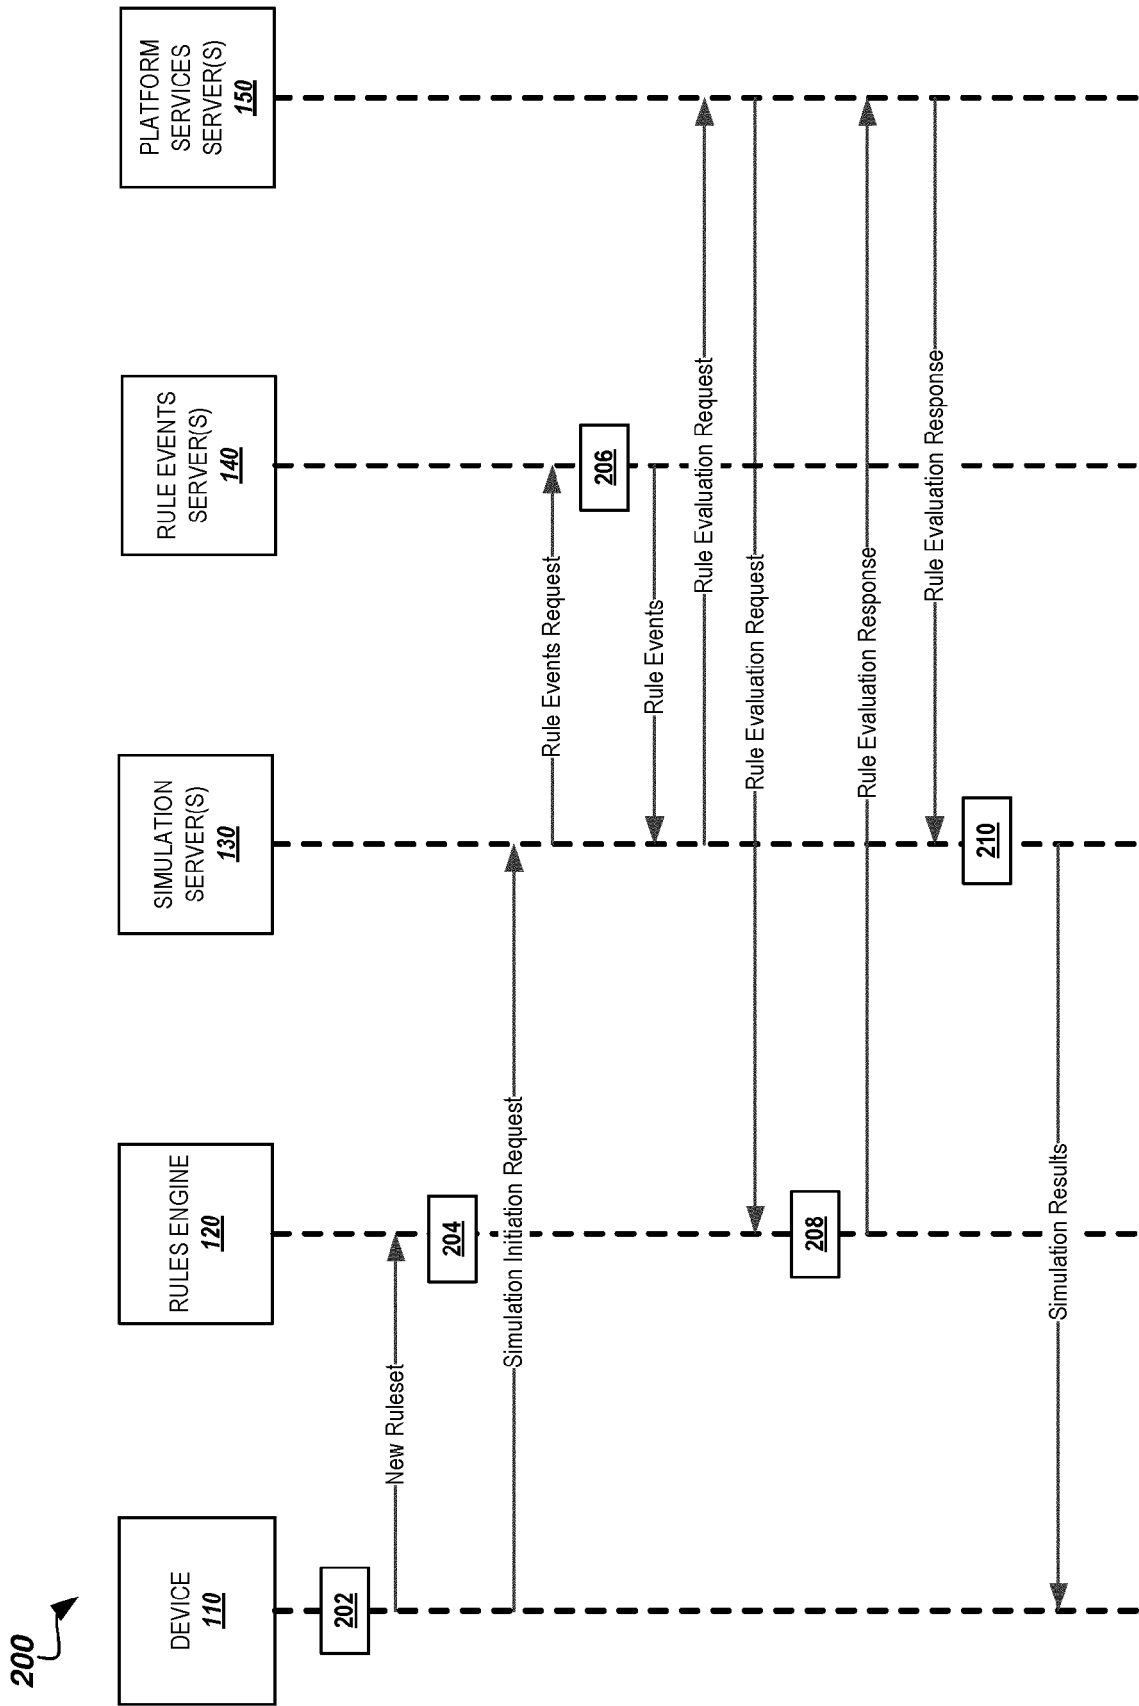 200
DEVICE
110
RULES ENGINE
120
SIMULATION
SERVER(S)
130
RULE EVENTS
SERVER(S)
140
PLATFORM
SERVICES
SERVER(S)
150
202
New Ruleset
204
Simulation Initiation Request
Rule Events Request
206
Rule Events
Rule Evaluation Request
Rule Evaluation Request
208
Rule Evaluation Response
Rule Evaluation Response
210
Simulation Results